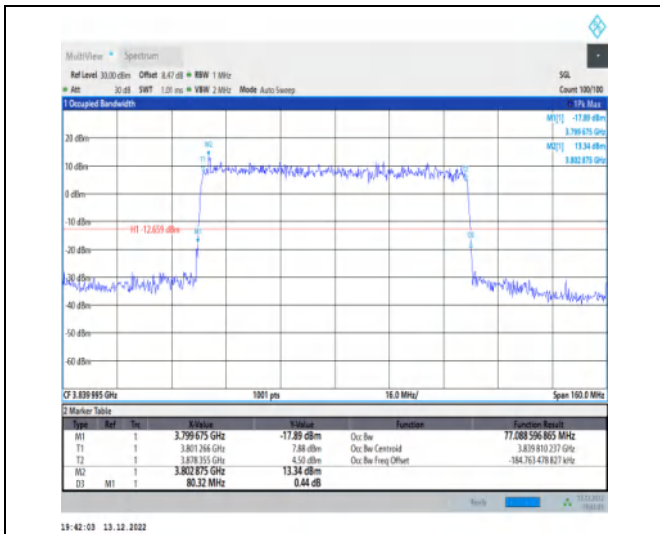 MultiView Spectrum
Ref Level 30.00 dBm Offset 8.47 dB RBW 1 MHz SGL
Att 30 dB SWT 1.01 ms VBW 2 MHz Mode Auto Sweep Count 100/100
1 Occupied Bandwidth 1Pk Max
M1[1] -17.89 dBm
3.799 675 GHz
M2[1] 13.34 dBm
3.802 875 GHz
20 dBm
M2
T1
10 dBm
0 dBm
-10 dBm
H1 -12.659 dBm
M1
D3
-20 dBm
-30 dBm
-40 dBm
-50 dBm
-60 dBm
CF 3.839 995 GHz 1001 pts 16.0 MHz/ Span 160.0 MHz
2 Marker Table
Type Ref Trc X-Value Y-Value Function Function Result
M1 1 3.799 675 GHz -17.89 dBm Occ Bw 77.088 596 865 MHz
T1 1 3.801 266 GHz 7.88 dBm Occ Bw Centroid 3.839 810 237 GHz
T2 1 3.878 355 GHz 4.50 dBm Occ Bw Freq Offset -184.763 478 827 kHz
M2 1 3.802 875 GHz 13.34 dBm
D3 M1 1 80.32 MHz 0.44 dB
Ready
19:42:03 13.12.2022